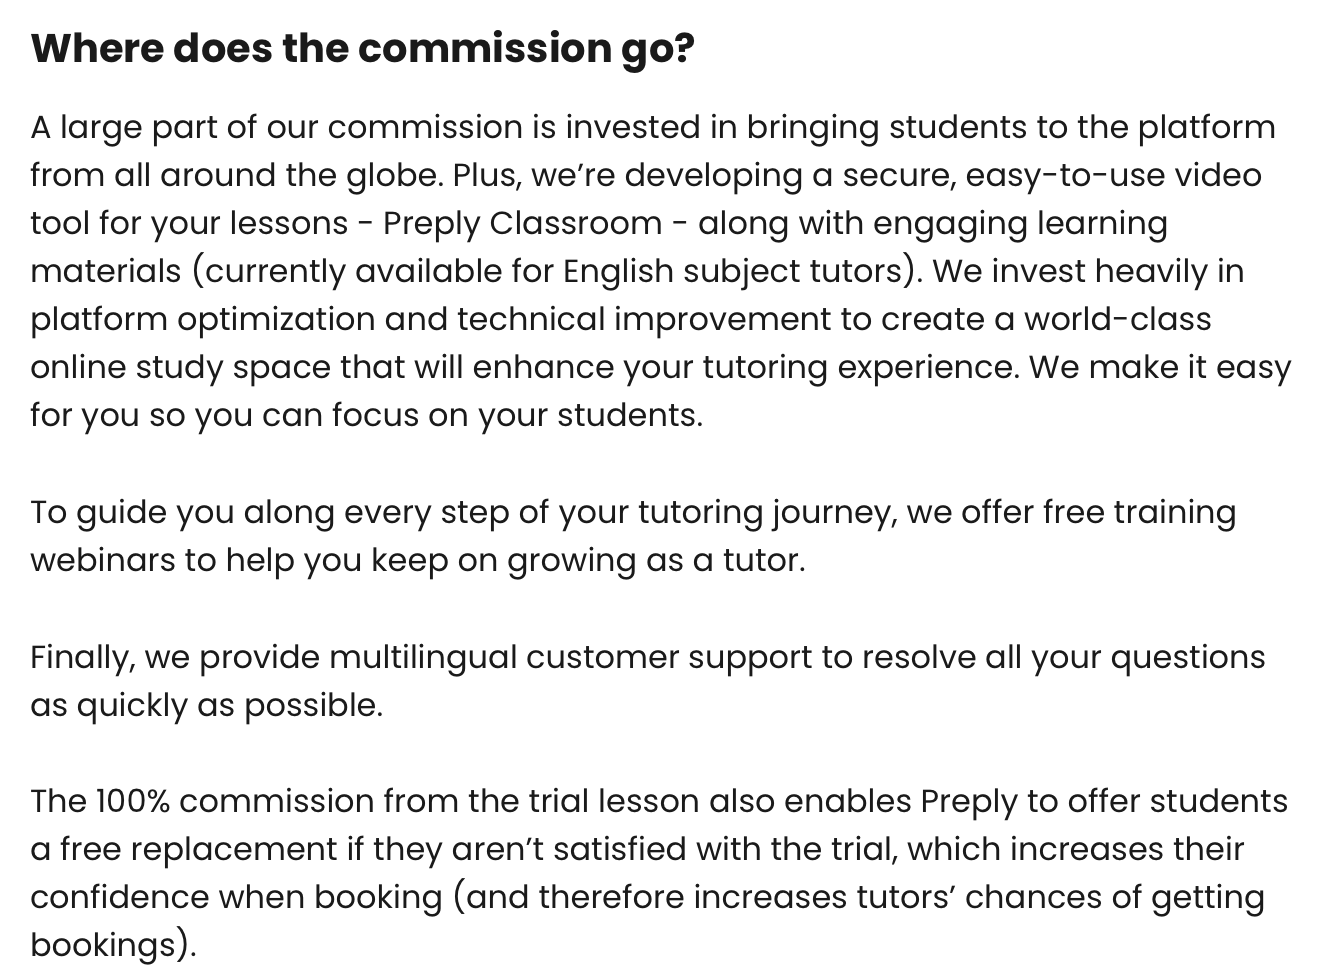 Where does the commission go?
A large part of our commission is invested in bringing students to the platform
from all around the globe. Plus, we’re developing a secure, easy-to-use video
tool for your lessons - Preply Classroom - along with engaging learning
materials (currently available for English subject tutors). We invest heavily in
platform optimization and technical improvement to create a world-class
online study space that will enhance your tutoring experience. We make it easy
for you so you can focus on your students.
To guide you along every step of your tutoring journey, we offer free training
webinars to help you keep on growing as a tutor.
Finally, we provide multilingual customer support to resolve all your questions
as quickly as possible.
The 100% commission from the trial lesson also enables Preply to offer students
a free replacement if they aren’t satisfied with the trial, which increases their
confidence when booking (and therefore increases tutors’ chances of getting
bookings).